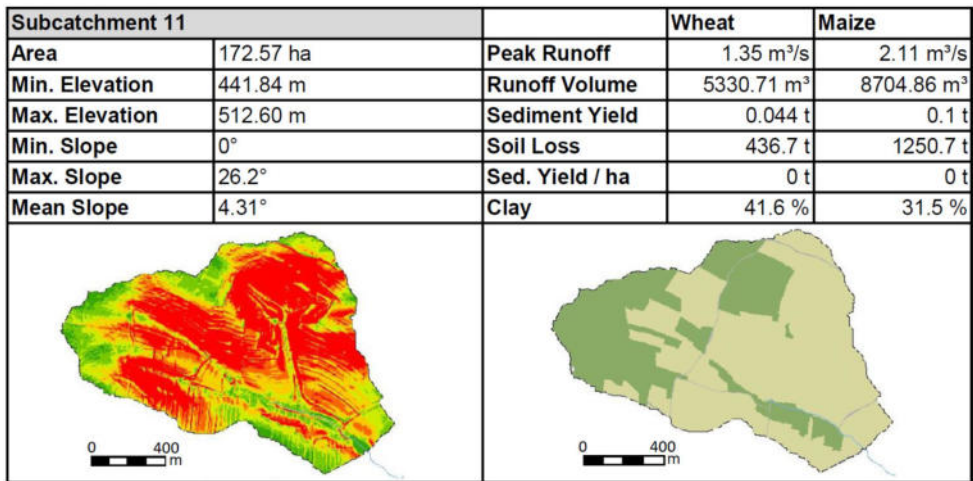 Subcatchment 11 Wheat Maize
Area 172.57 ha Peak Runoff 1.35 m³/s 2.11 m³/s
Min. Elevation 441.84 m Runoff Volume 5330.71 m³ 8704.86 m³
Max. Elevation 512.60 m Sediment Yield 0.044 t 0.1 t
Min. Slope 0° Soil Loss 436.7 t 1250.7 t
Max. Slope 26.2° Sed. Yield / ha 0 t 0 t
Mean Slope 4.31° Clay 41.6 % 31.5 %
0 400
m
0 400
m